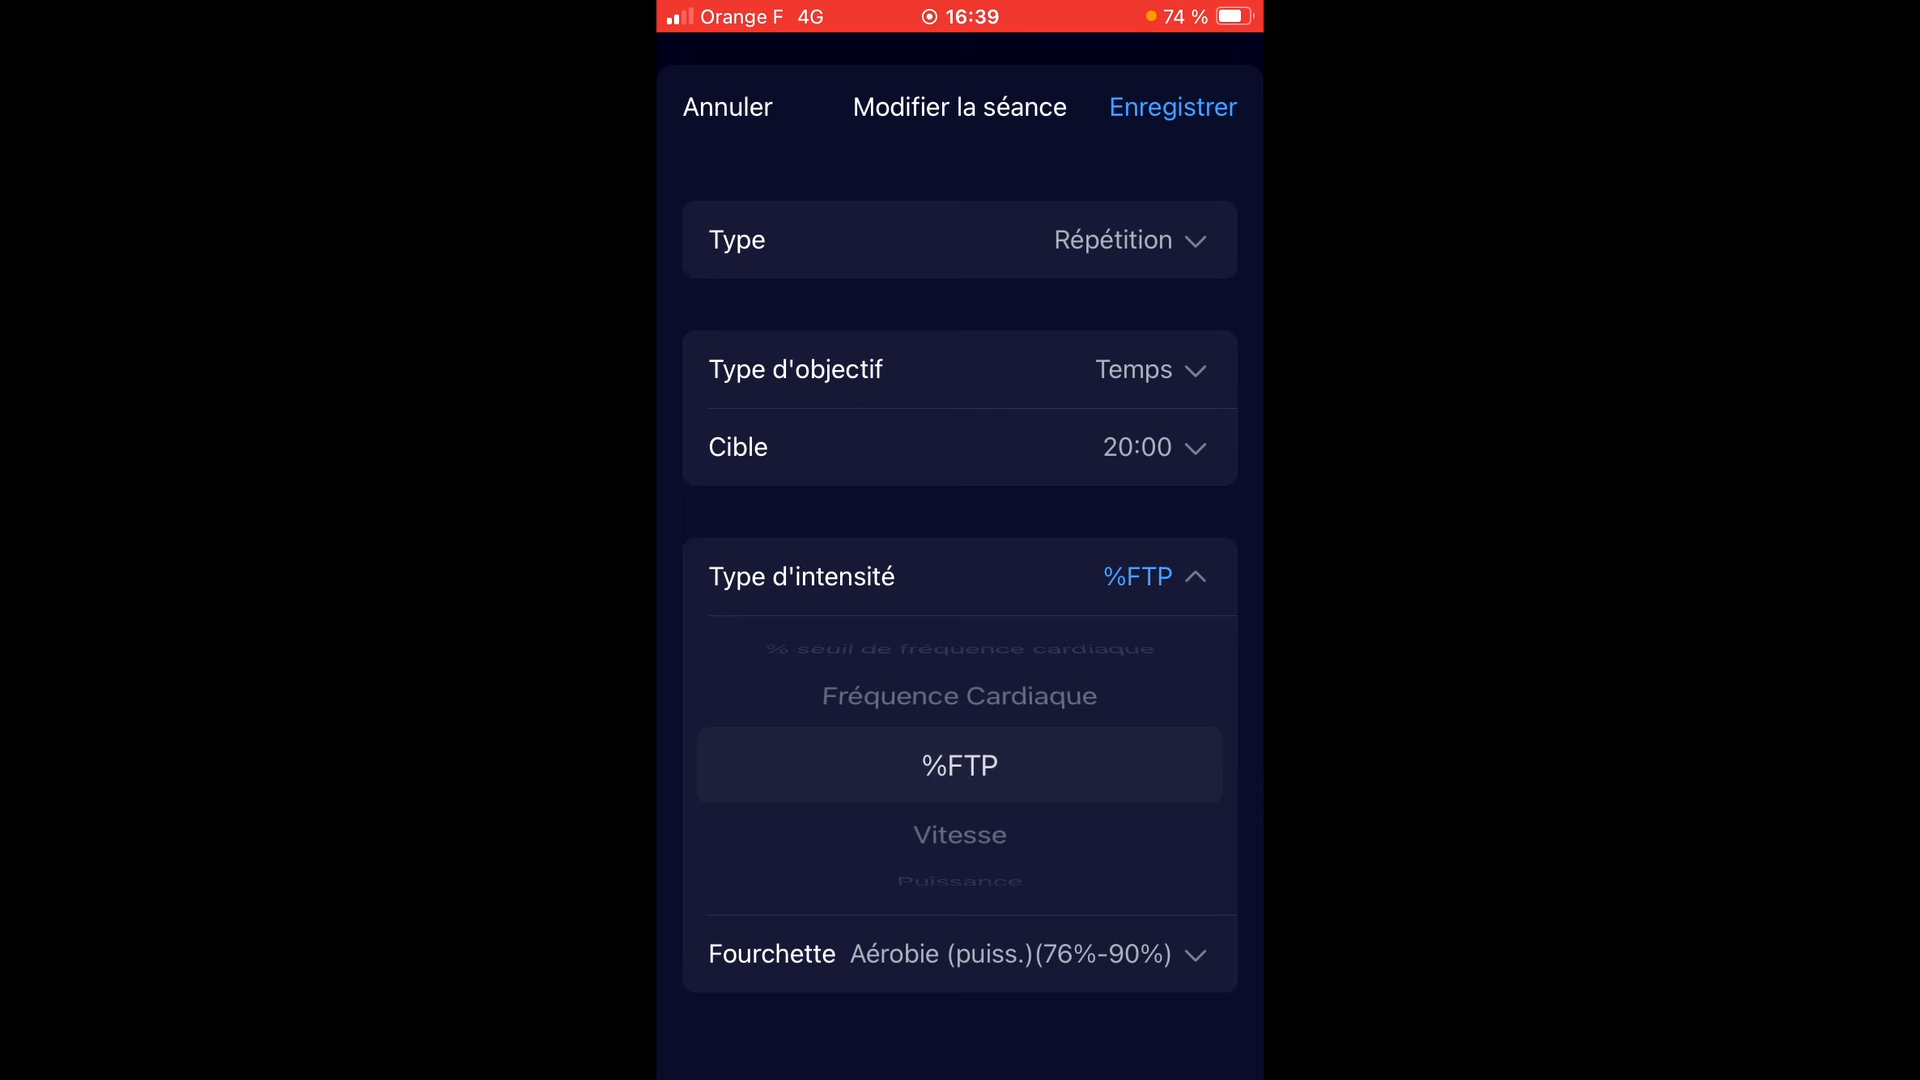 Orange F 4G 16:39 74 %
Annuler Modifier la séance Enregistrer
Type Répétition
Type d'objectif Temps
Cible 20:00
Type d'intensité %FTP
% seuil de fréquence cardiaque
Fréquence Cardiaque
%FTP
Vitesse
Puissance
Fourchette Aérobie (puiss.)(76%-90%)